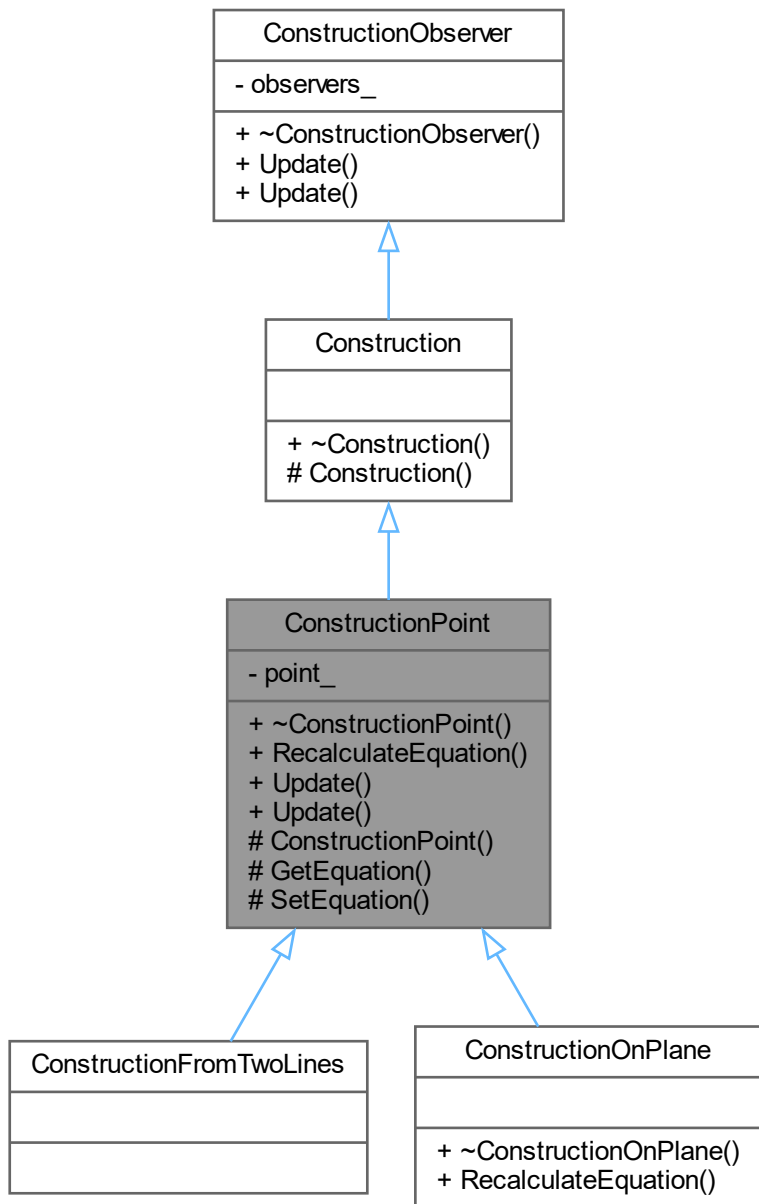 ConstructionObserver
- observers_
+ ~ConstructionObserver()
+ Update()
+ Update()
Construction
+ ~Construction()
# Construction()
ConstructionPoint
- point_
+ ~ConstructionPoint()
+ RecalculateEquation()
+ Update()
+ Update()
# ConstructionPoint()
# GetEquation()
# SetEquation()
ConstructionFromTwoLines
ConstructionOnPlane
+ ~ConstructionOnPlane()
+ RecalculateEquation()